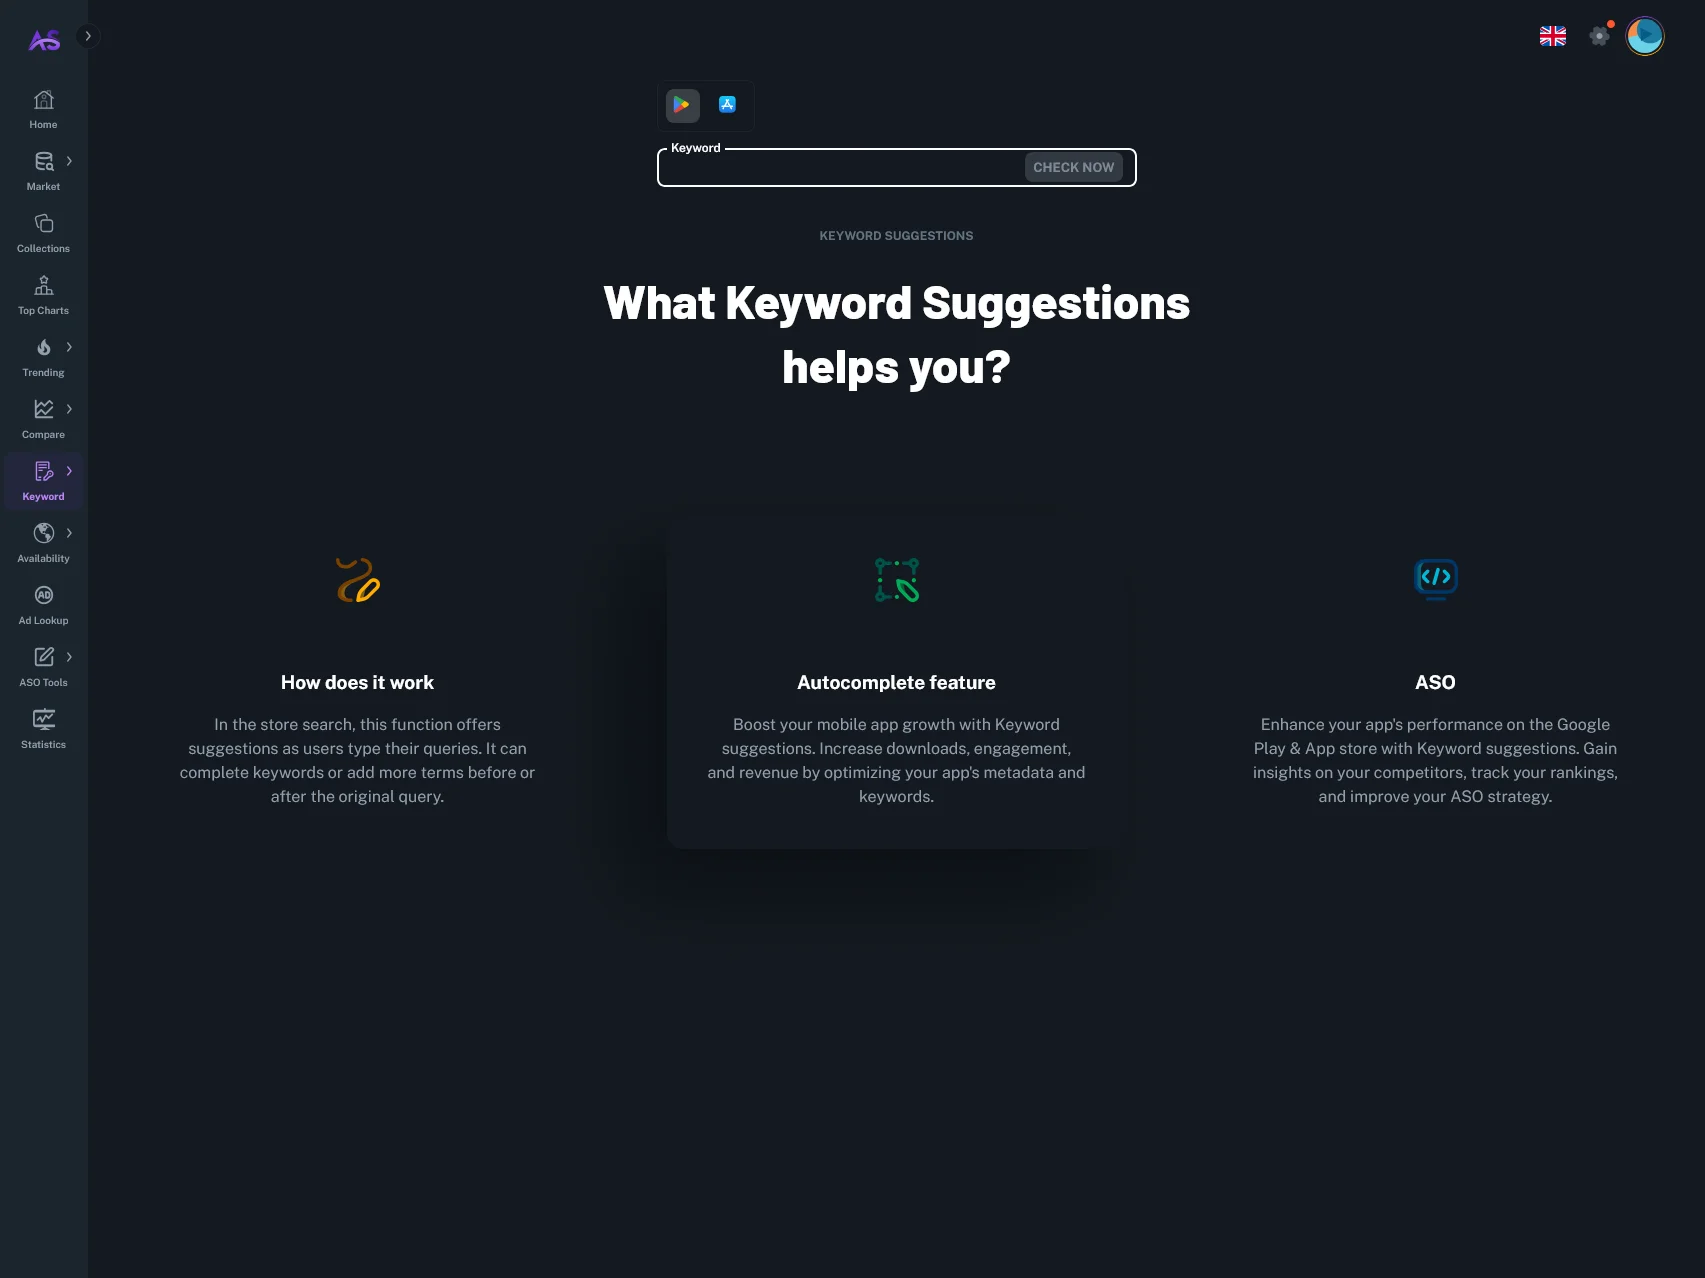 AS
Home
Market
Collections
Top Charts
Trending
Compare
Keyword
Availability
AD
Ad Lookup
ASO Tools
Statistics
Keyword
CHECK NOW
KEYWORD SUGGESTIONS
What Keyword Suggestions
helps you?
How does it work
In the store search, this function offers
suggestions as users type their queries. It can
complete keywords or add more terms before or
after the original query.
Autocomplete feature
Boost your mobile app growth with Keyword
suggestions. Increase downloads, engagement,
and revenue by optimizing your app's metadata and
keywords.
ASO
Enhance your app's performance on the Google
Play & App store with Keyword suggestions. Gain
insights on your competitors, track your rankings,
and improve your ASO strategy.